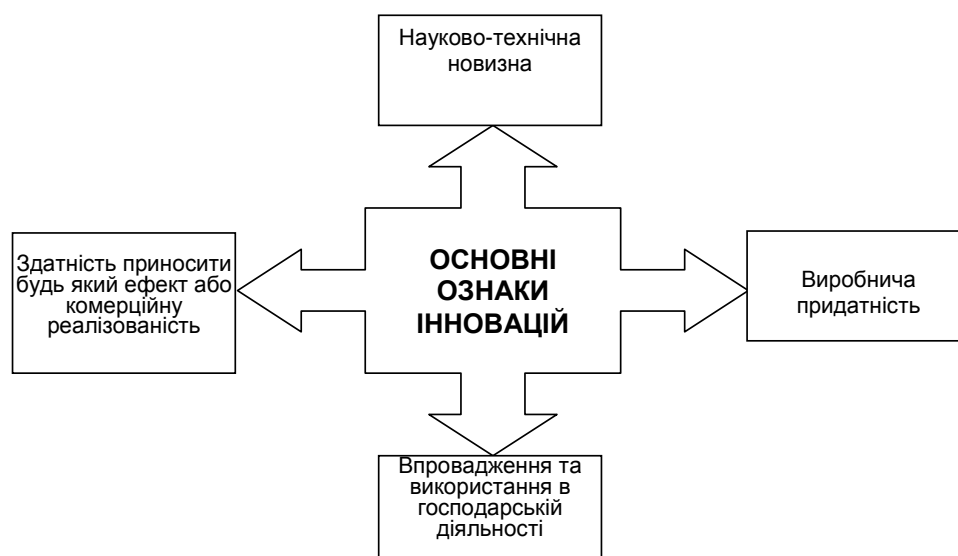 Науково-технічна
новизна
Здатність приносити
будь який ефект або
комерційну
реалізованість
ОСНОВНІ
ОЗНАКИ
ІННОВАЦІЙ
Виробнича
придатність
Впровадження та
використання в
господарській
діяльності